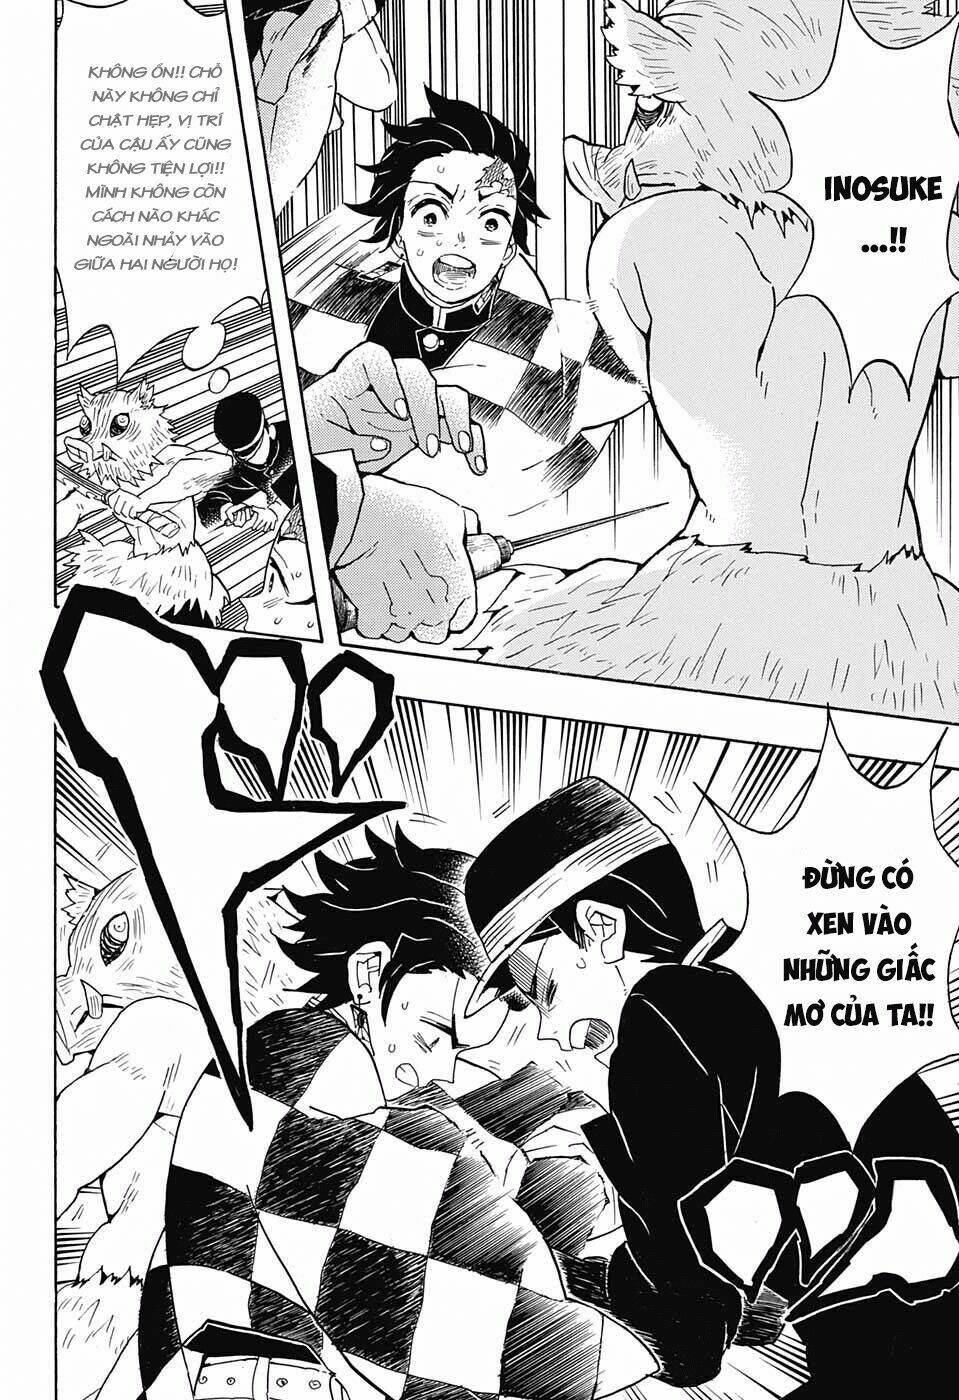 INOSUKE
...!!
KHÔNG ỔN!! CHỖ
NÀY KHÔNG CHỈ
CHẬT HẸP, VỊ TRÍ
CỦA CẬU ẤY CŨNG
KHÔNG TIỆN LỢI!!
MÌNH KHÔNG CÒN
CÁCH NÀO KHÁC
NGOÀI NHẢY VÀO
GIỮA HAI NGƯỜI HỌ!
ĐỪNG CÓ
XEN VÀO
NHỮNG GIẤC
MƠ CỦA TA!!